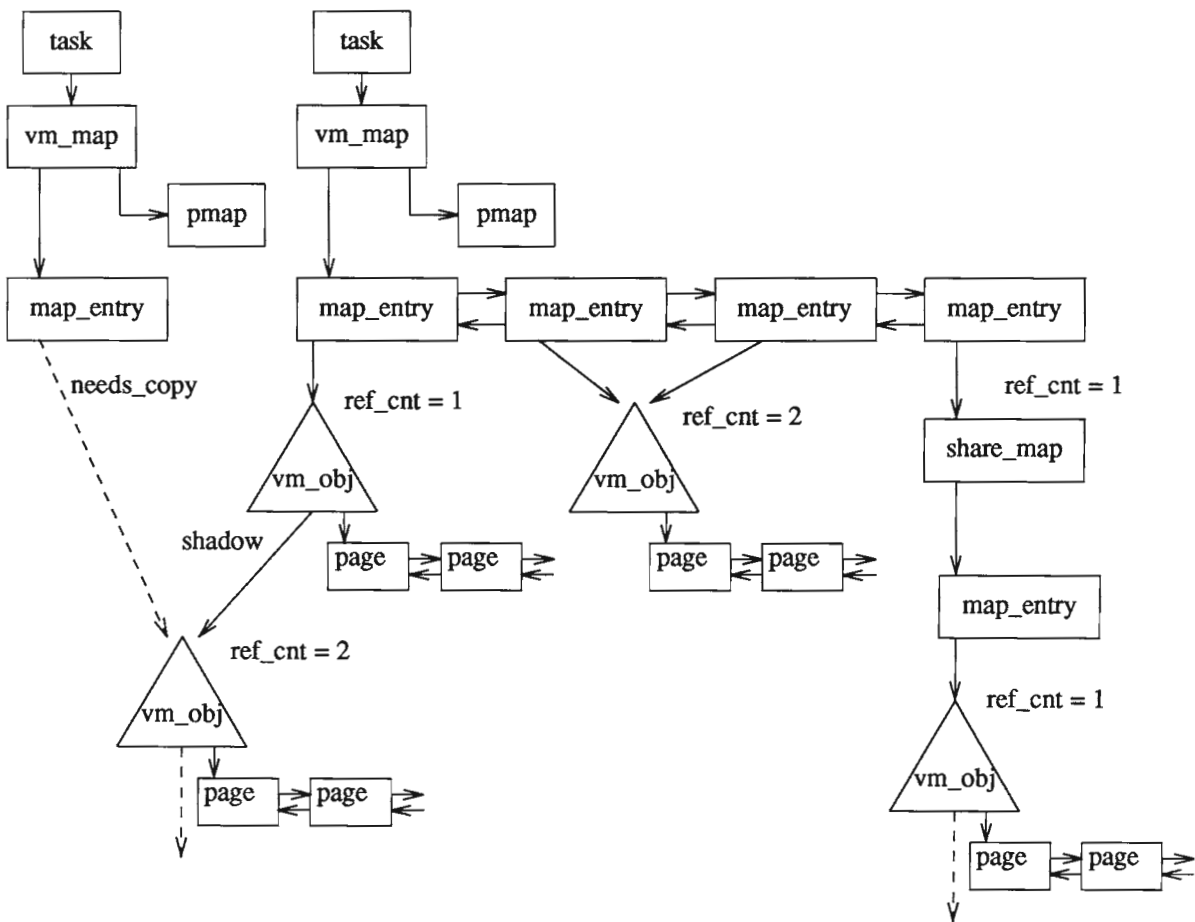 task
task
vm_map
vm_map
pmap
pmap
map_entry
map_entry
map_entry
map_entry
map_entry
needs_copy
ref_cnt = 1
ref_cnt = 2
ref_cnt = 1
share_map
vm_obj
vm_obj
shadow
page
page
page
page
map_entry
ref_cnt = 2
ref_cnt = 1
vm_obj
vm_obj
page
page
page
page